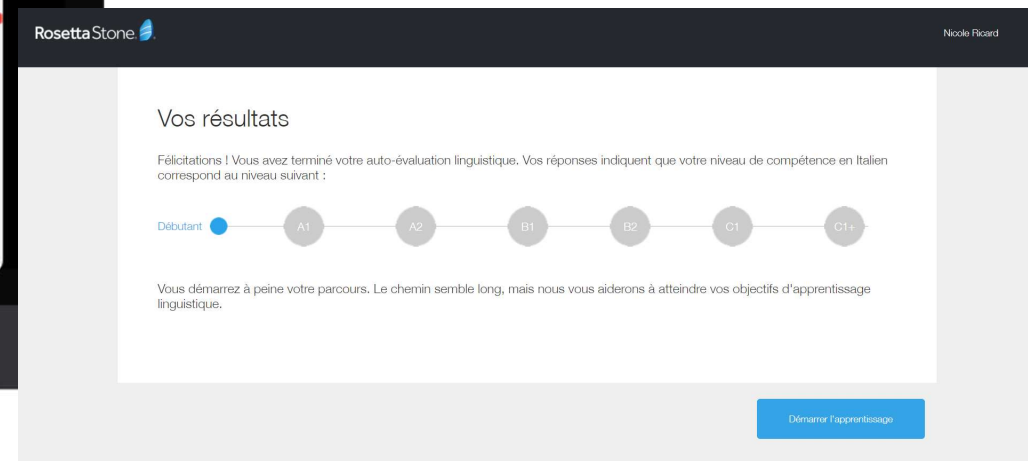 RosettaStone.
Nicole Ricard
Vos résultats
Félicitations ! Vous avez terminé votre auto-évaluation linguistique. Vos réponses indiquent que votre niveau de compétence en Italien
correspond au niveau suivant :
Débutant A1 A2 B1 B2 C1 C1+
Vous démarrez à peine votre parcours. Le chemin semble long, mais nous vous aiderons à atteindre vos objectifs d'apprentissage
linguistique.
Démarrer l'apprentissage